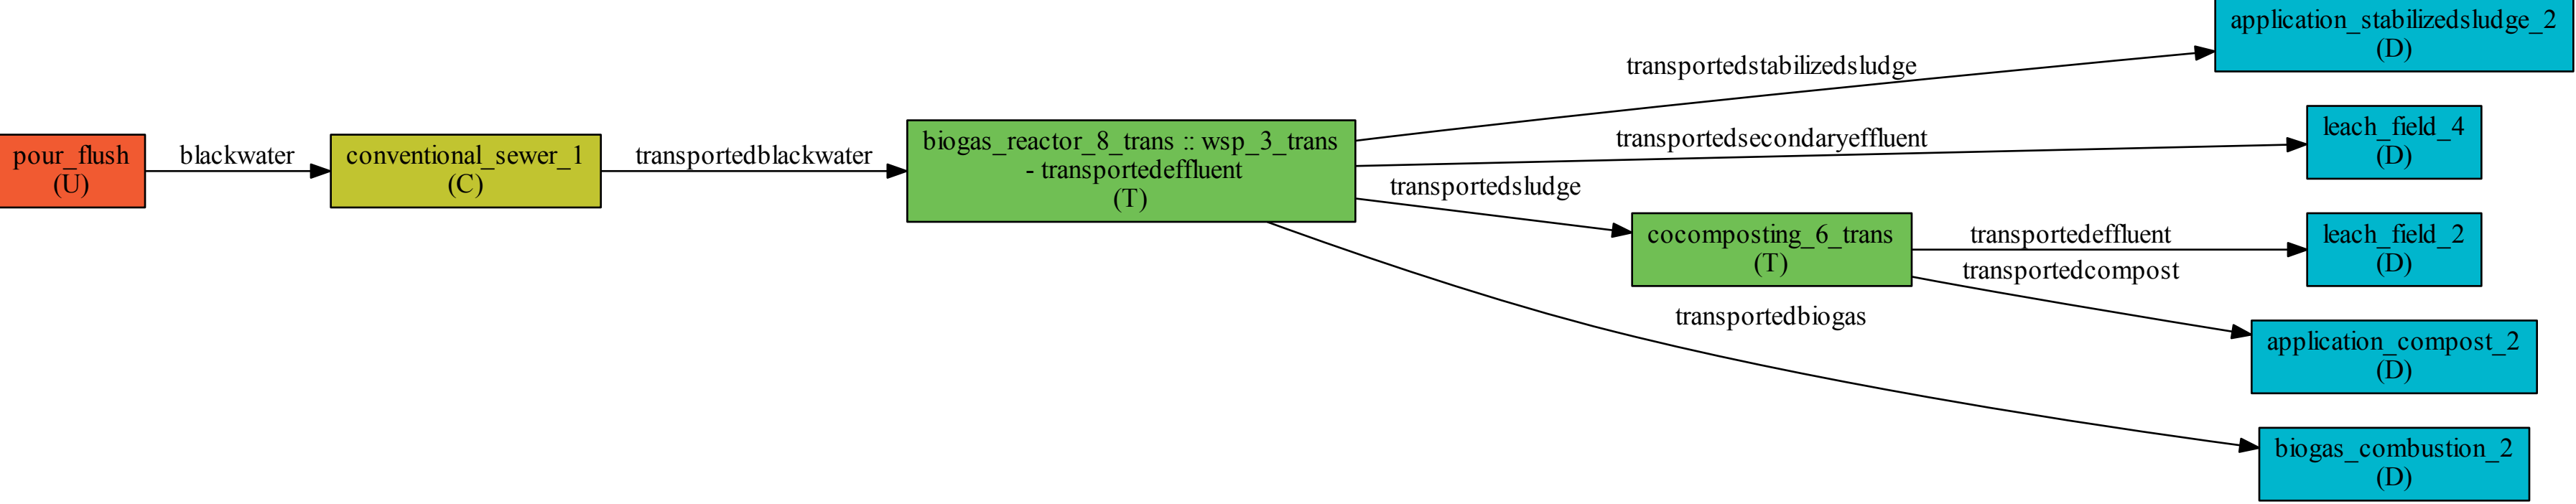 application_stabilizedsludge_2
(D)
transportedstabilizedsludge
leach_field_4
(D)
transportedsecondaryeffluent
pour_flush
(U)
blackwater
conventional_sewer_1
(C)
transportedblackwater
biogas_reactor_8_trans :: wsp_3_trans
- transportedeffluent
(T)
transportedsludge
cocomposting_6_trans
(T)
transportedeffluent
leach_field_2
(D)
transportedcompost
transportedbiogas
application_compost_2
(D)
biogas_combustion_2
(D)